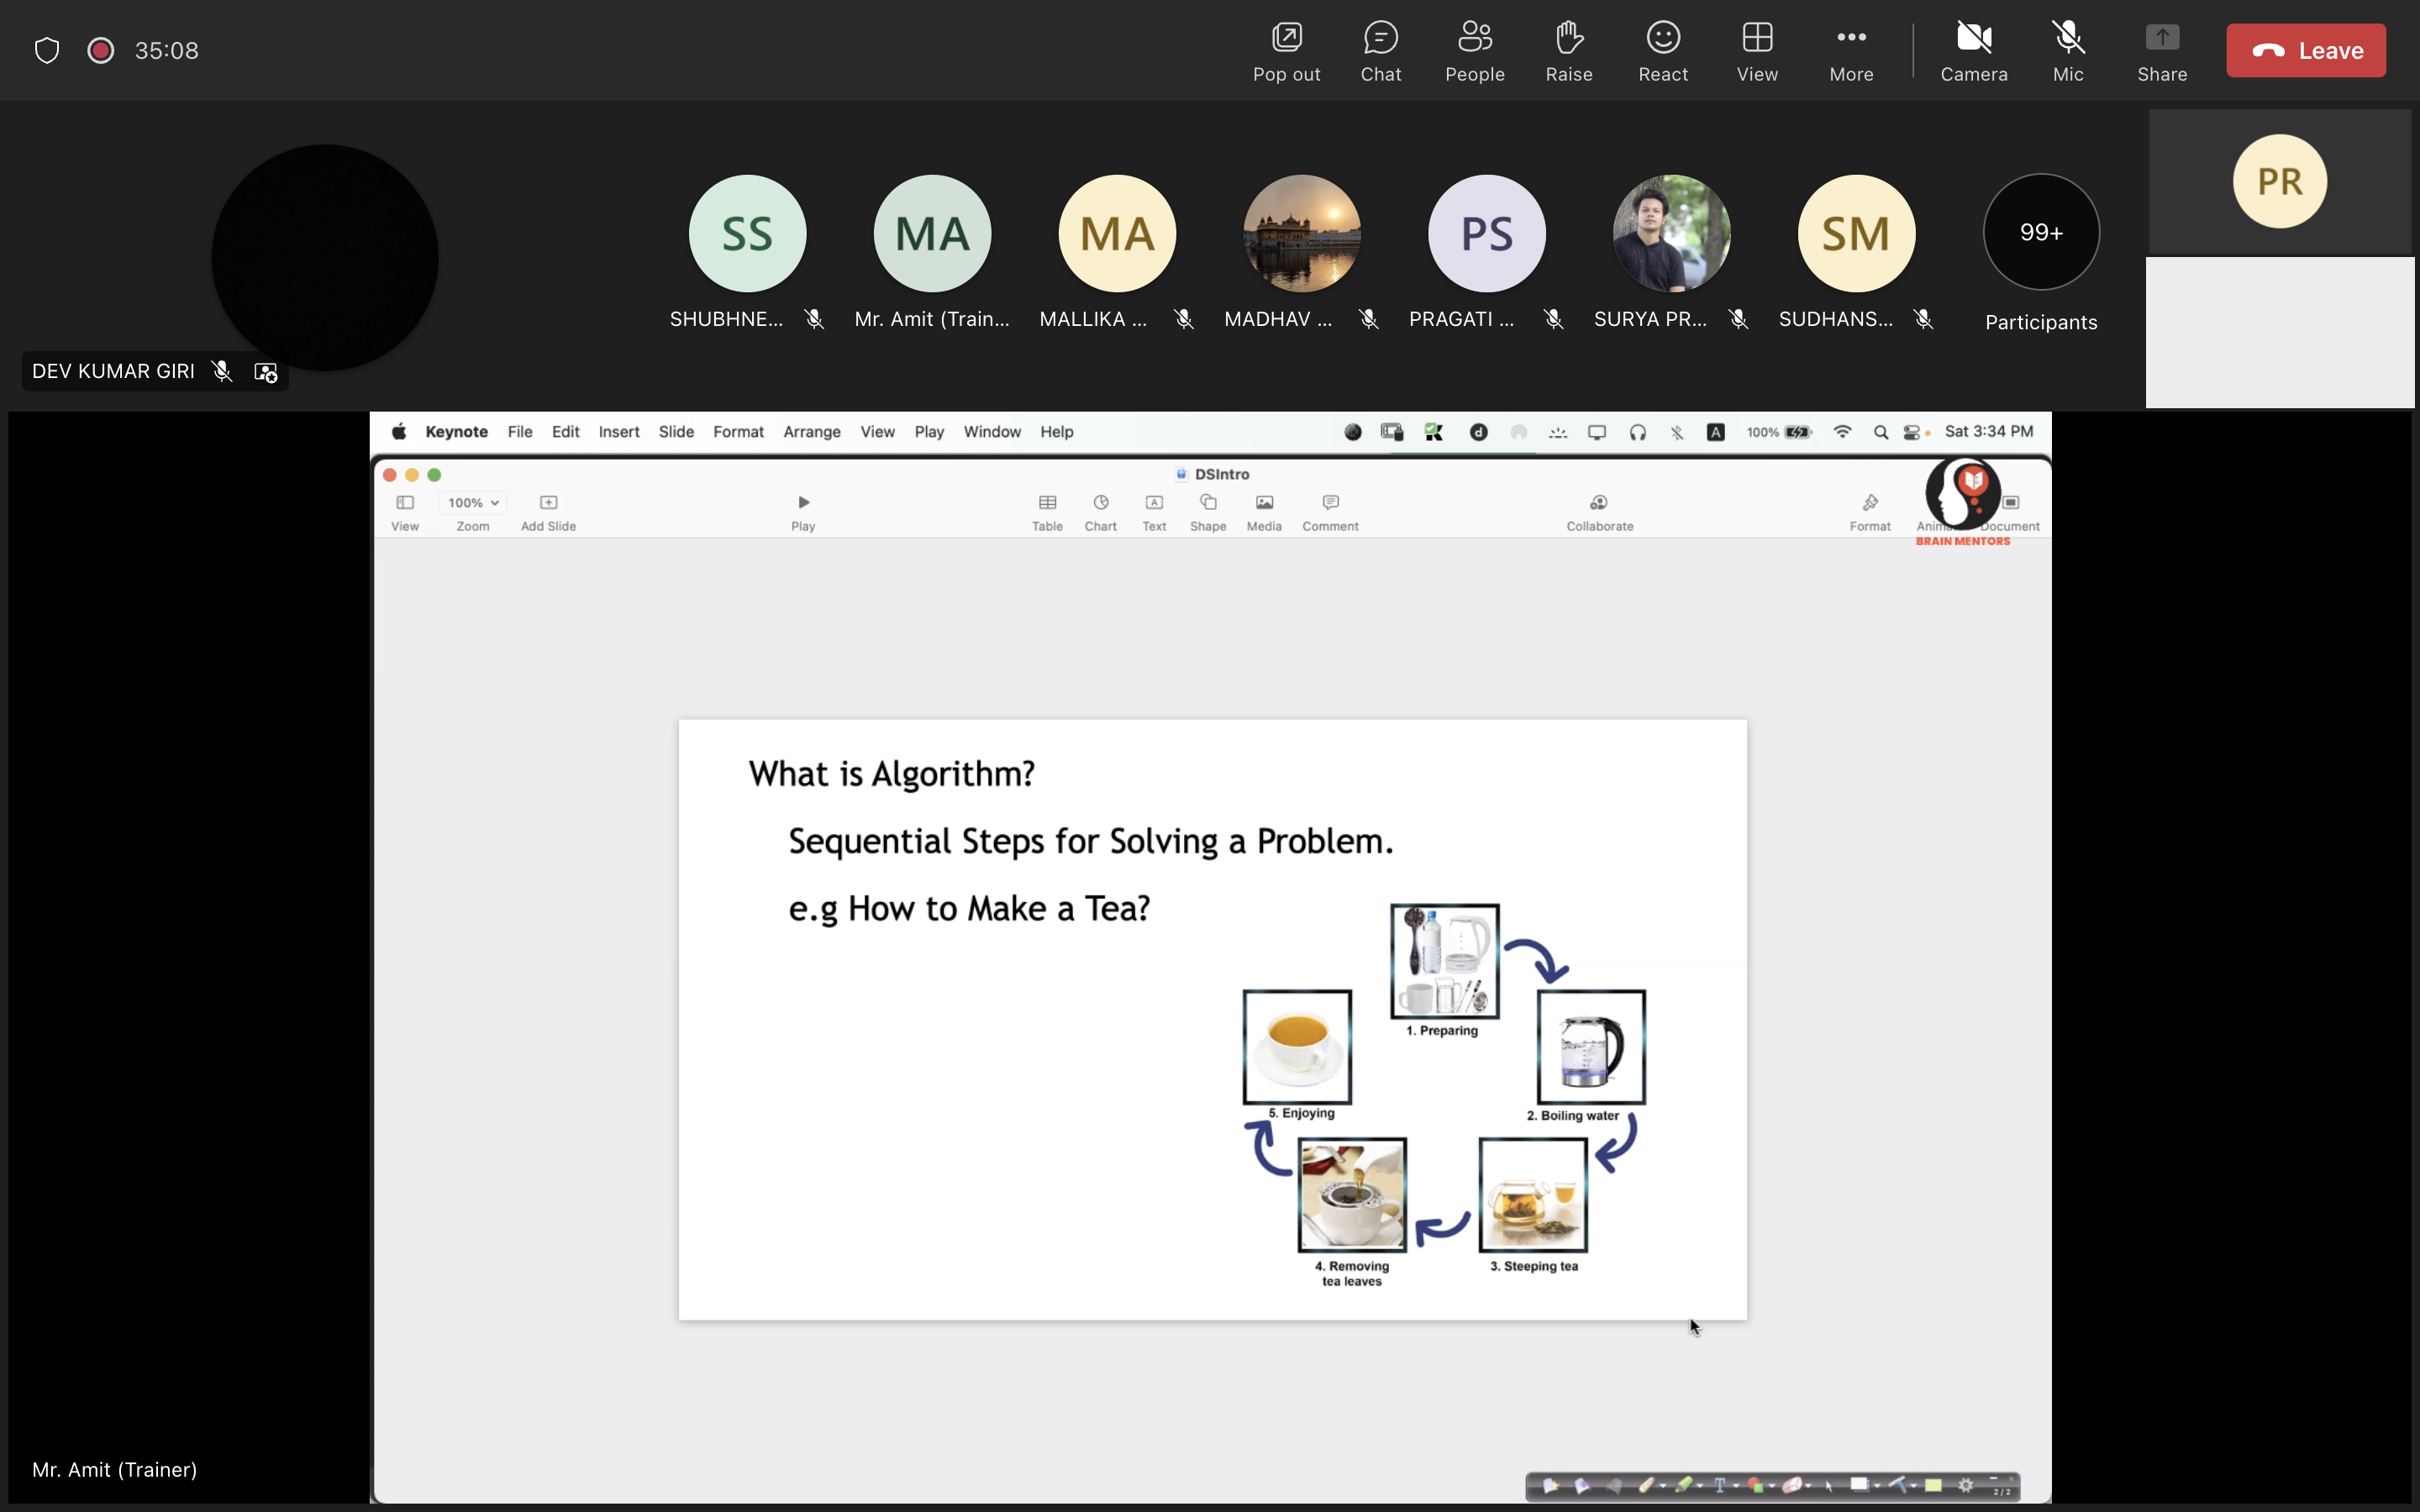 35:08
Pop out Chat People Raise React View More Camera Mic Share Leave
PR
SS MA MA PS SM 99+
SHUBHNE... Mr. Amit (Train... MALLIKA ... MADHAV ... PRAGATI ... SURYA PR... SUDHANS... Participants
DEV KUMAR GIRI
Keynote File Edit Insert Slide Format Arrange View Play Window Help d A 100% Sat 3:34 PM
DSIntro
100%
View Zoom Add Slide Play Table Chart Text Shape Media Comment Collaborate Format Document
BRAIN MENTORS
What is Algorithm?
Sequential Steps for Solving a Problem.
e.g How to Make a Tea?
1. Preparing
2. Boiling water
3. Steeping tea
4. Removing
tea leaves
5. Enjoying
Mr. Amit (Trainer)
2/2